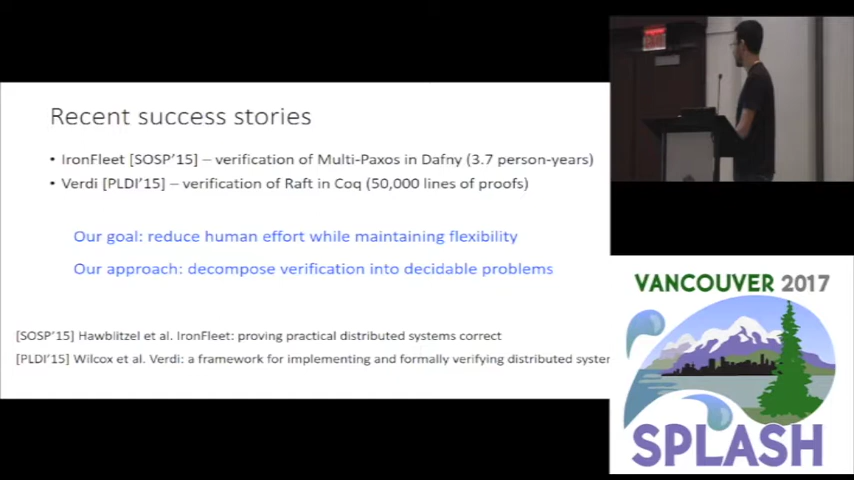 Recent success stories
• IronFleet [SOSP'15] – verification of Multi-Paxos in Dafny (3.7 person-years)
• Verdi [PLDI'15] – verification of Raft in Coq (50,000 lines of proofs)
Our goal: reduce human effort while maintaining flexibility
Our approach: decompose verification into decidable problems
[SOSP'15] Hawblitzel et al. IronFleet: proving practical distributed systems correct
[PLDI'15] Wilcox et al. Verdi: a framework for implementing and formally verifying distributed syster
VANCOUVER 2017
SPLASH